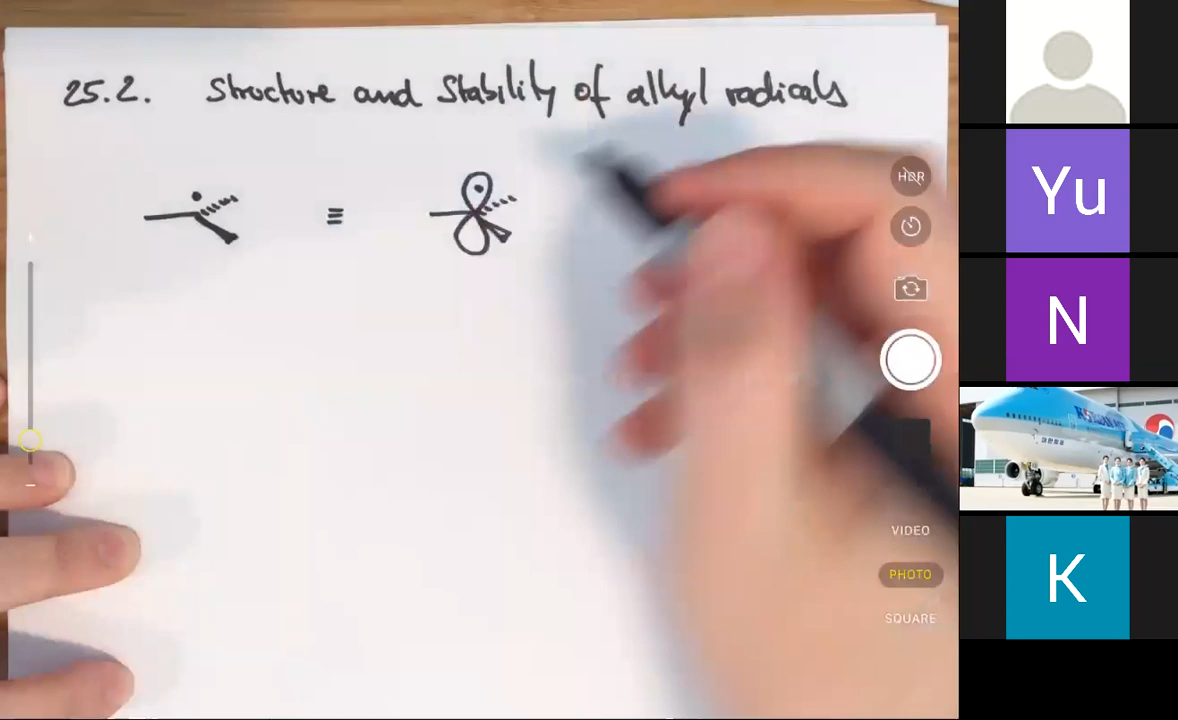 25.2. Structure and Stability of alkyl radicals
≡
HDR
VIDEO
PHOTO
SQUARE
Yu
N
K